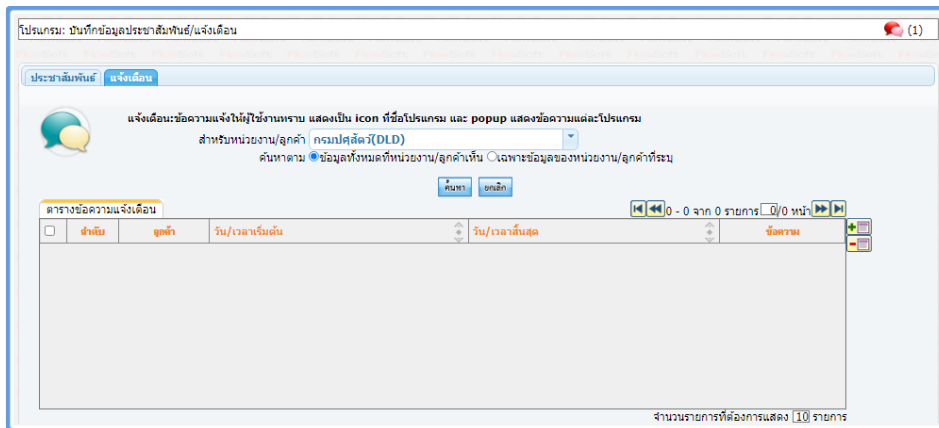 โปรแกรม: บันทึกข้อมูลประชาสัมพันธ์/แจ้งเตือน (1)
ประชาสัมพันธ์ แจ้งเตือน
แจ้งเตือน:ข้อความแจ้งให้ผู้ใช้งานทราบ แสดงเป็น icon ที่ชื่อโปรแกรม และ popup แสดงข้อความแต่ละโปรแกรม
สำหรับหน่วยงาน/ลูกค้า กรมปศุสัตว์(DLD)
ค้นหาตาม ข้อมูลทั้งหมดที่หน่วยงาน/ลูกค้าเห็น เฉพาะข้อมูลของหน่วยงาน/ลูกค้าที่ระบุ
ค้นหา ยกเลิก
ตารางข้อความแจ้งเตือน 0 - 0 จาก 0 รายการ 0/0 หน้า
ลำดับ ลูกค้า วัน/เวลาเริ่มต้น วัน/เวลาสิ้นสุด ข้อความ
จำนวนรายการที่ต้องการแสดง 10 รายการ